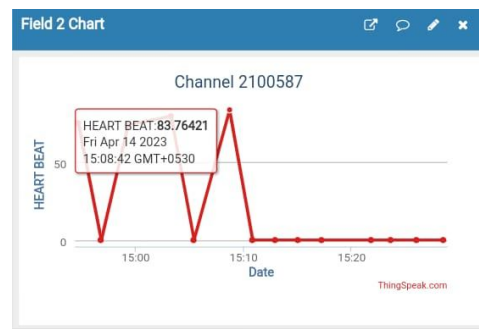 Field 2 Chart
Channel 2100587
HEART BEAT:83.76421
Fri Apr 14 2023
15:08:42 GMT+0530
HEART BEAT
50
0
15:00
15:10
15:20
Date
ThingSpeak.com